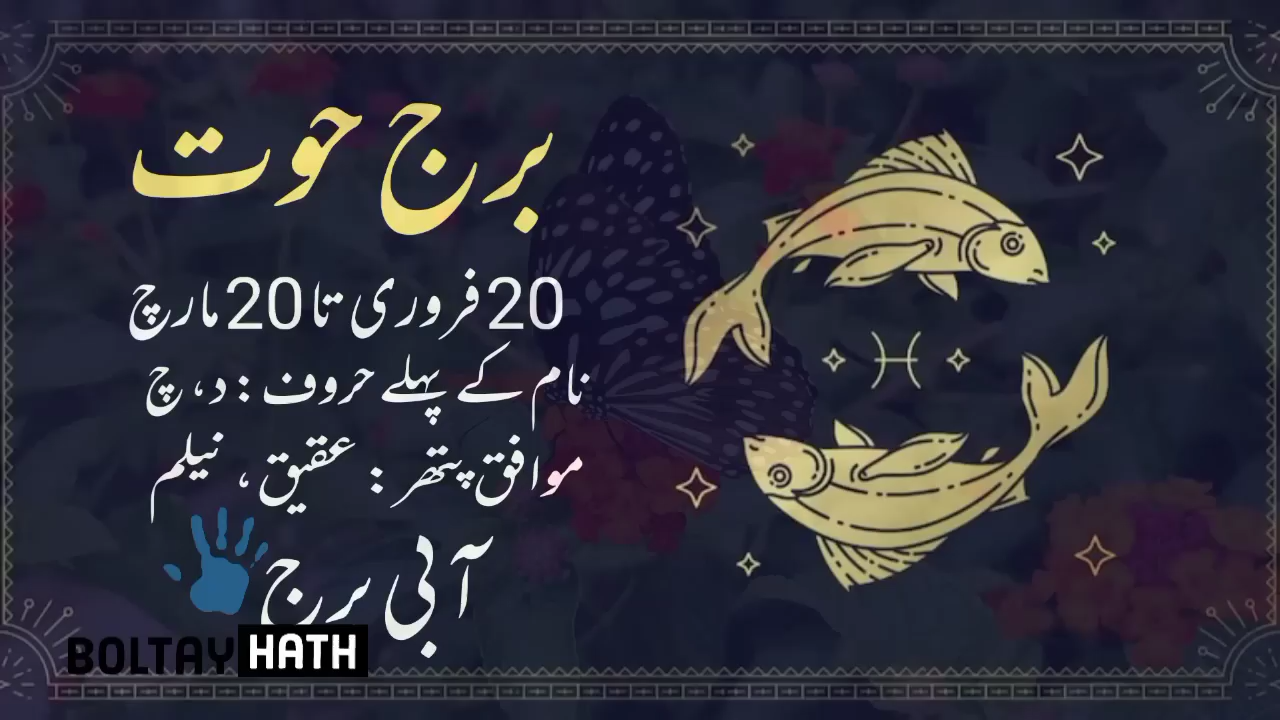 برج حوت
20 فروری تا 20 مارچ
نام کے پہلے حروف : د، چ
موافق پتھر : عقیق ، نیلم
آبی برج
BOLTAY HATH